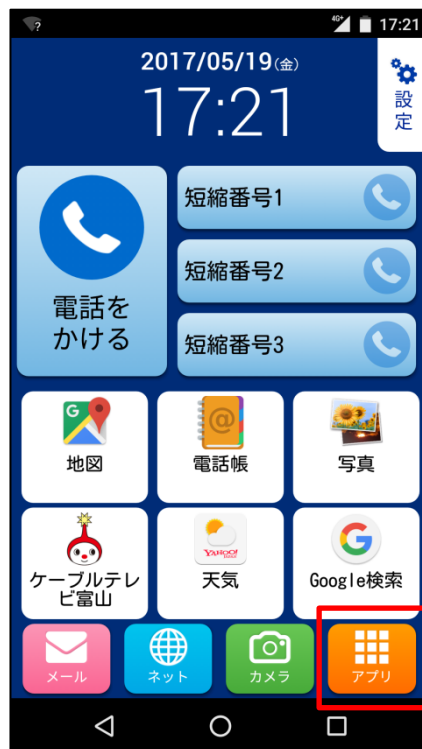 ?
4G+
17:21
2017/05/19(金)
17:21
設定
電話を
かける
短縮番号1
短縮番号2
短縮番号3
G
地図
@
電話帳
写真
ケーブルテレ
ビ富山
YAHOO!
天気
G
Google検索
メール
ネット
カメラ
アプリ